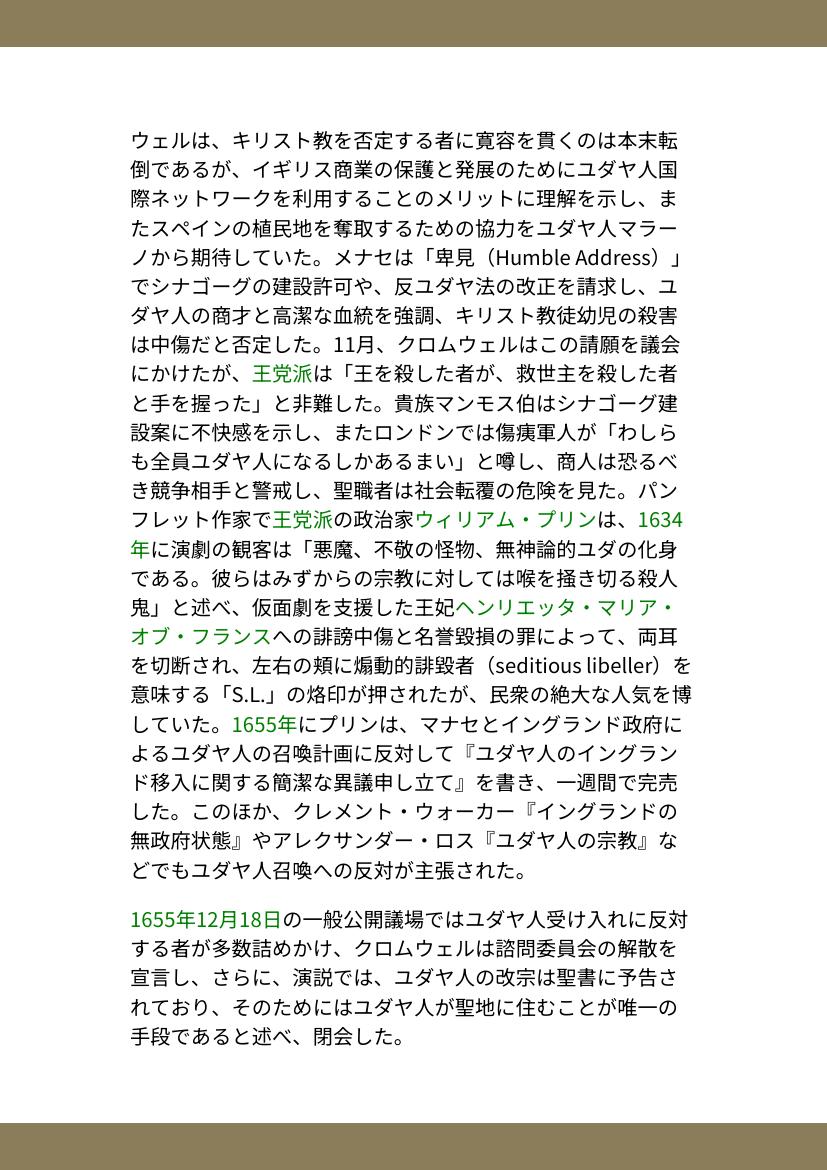 ウェルは、キリスト教を否定する者に寛容を貫くのは本末転
倒であるが、イギリス商業の保護と発展のためにユダヤ人国
際ネットワークを利用することのメリットに理解を示し、ま
たスペインの植民地を奪取するための協力をユダヤ人マラー
ノから期待していた。メナセは「卑見（Humble Address）」
でシナゴーグの建設許可や、反ユダヤ法の改正を請求し、ユ
ダヤ人の商才と高潔な血統を強調、キリスト教徒幼児の殺害
は中傷だと否定した。11月、クロムウェルはこの請願を議会
にかけたが、王党派は「王を殺した者が、救世主を殺した者
と手を握った」と非難した。貴族マンモス伯はシナゴーグ建
設案に不快感を示し、またロンドンでは傷痍軍人が「わしら
も全員ユダヤ人になるしかあるまい」と噂し、商人は恐るべ
き競争相手と警戒し、聖職者は社会転覆の危険を見た。パン
フレット作家で王党派の政治家ウィリアム・プリンは、1634
年に演劇の観客は「悪魔、不敬の怪物、無神論的ユダの化身
である。彼らはみずからの宗教に対しては喉を掻き切る殺人
鬼」と述べ、仮面劇を支援した王妃ヘンリエッタ・マリア・
オブ・フランスへの誹謗中傷と名誉毀損の罪によって、両耳
を切断され、左右の頬に煽動的誹毀者（seditious libeller）を
意味する「S.L.」の烙印が押されたが、民衆の絶大な人気を博
していた。1655年にプリンは、マナセとイングランド政府に
よるユダヤ人の召喚計画に反対して『ユダヤ人のイングラン
ド移入に関する簡潔な異議申し立て』を書き、一週間で完売
した。このほか、クレメント・ウォーカー『イングランドの
無政府状態』やアレクサンダー・ロス『ユダヤ人の宗教』な
どでもユダヤ人召喚への反対が主張された。
1655年12月18日の一般公開議場ではユダヤ人受け入れに反対
する者が多数詰めかけ、クロムウェルは諮問委員会の解散を
宣言し、さらに、演説では、ユダヤ人の改宗は聖書に予告さ
れており、そのためにはユダヤ人が聖地に住むことが唯一の
手段であると述べ、閉会した。